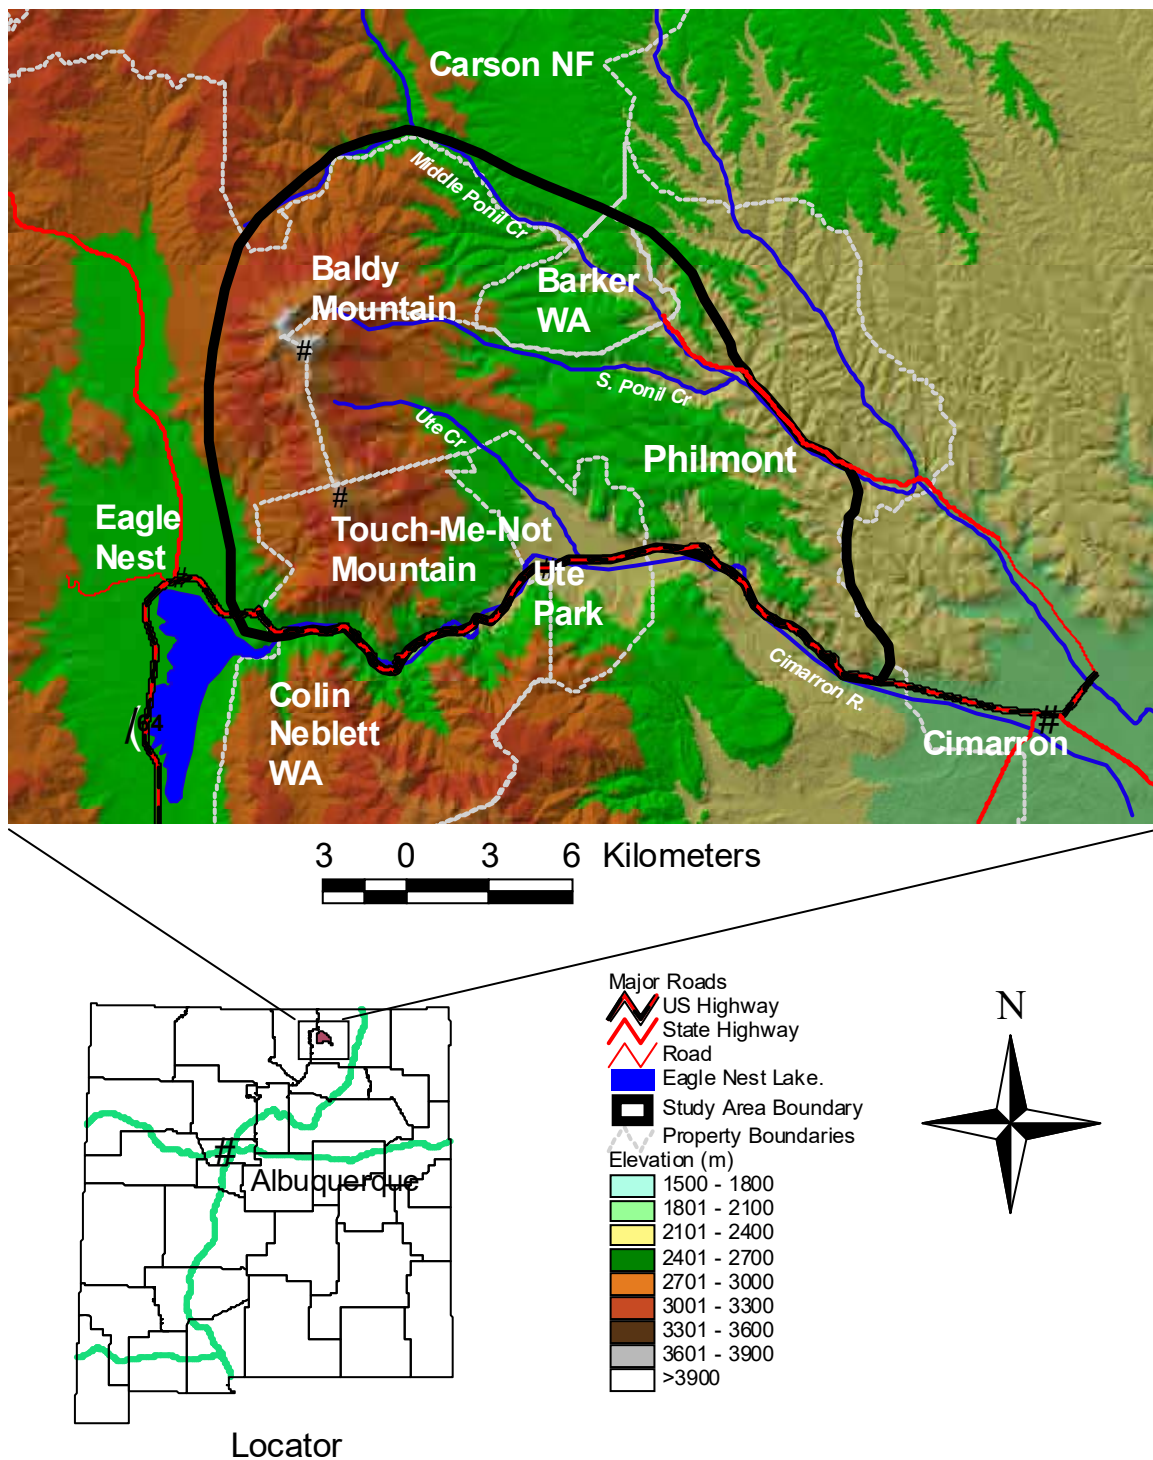 Carson NF
Middle Ponil Cr
Baldy
Mountain
Barker
WA
#
S. Ponil Cr
Ute Cr
Philmont
#
Eagle
Nest
Touch-Me-Not
Mountain
#
Ute
Park
Cimarron R.
Colin
Neblett
WA
64
#
Cimarron
3 0 3 6 Kilometers
Major Roads
US Highway
State Highway
Road
Eagle Nest Lake.
Study Area Boundary
Property Boundaries
Elevation (m)
1500 - 1800
1801 - 2100
2101 - 2400
2401 - 2700
2701 - 3000
3001 - 3300
3301 - 3600
3601 - 3900
>3900
N
#
Albuquerque
Locator